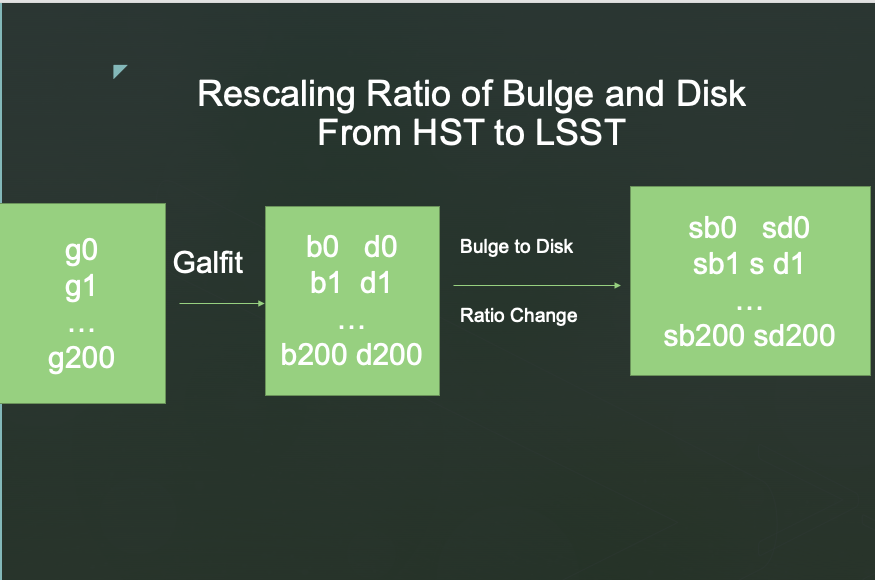 Rescaling Ratio of Bulge and Disk
From HST to LSST
g0
g1
...
g200
Galfit
b0 d0
b1 d1
...
b200 d200
Bulge to Disk
Ratio Change
sb0 sd0
sb1 s d1
...
sb200 sd200